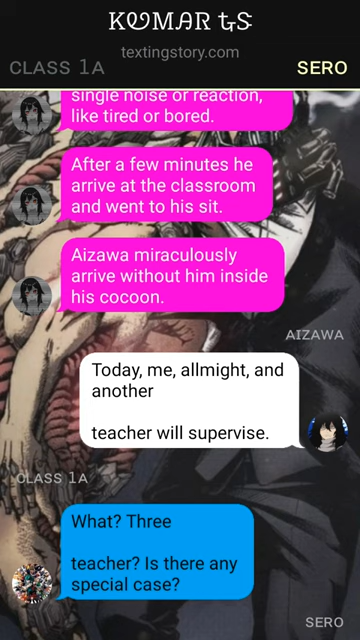 KUMAR GS
textingstory.com
CLASS 1A
SERO
single noise or reaction,
like tired or bored.
After a few minutes he
arrive at the classroom
and went to his sit.
Aizawa miraculously
arrive without him inside
his cocoon.
AIZAWA
Today, me, allmight, and
another
teacher will supervise.
CLASS 1A
What? Three
teacher? Is there any
special case?
SERO